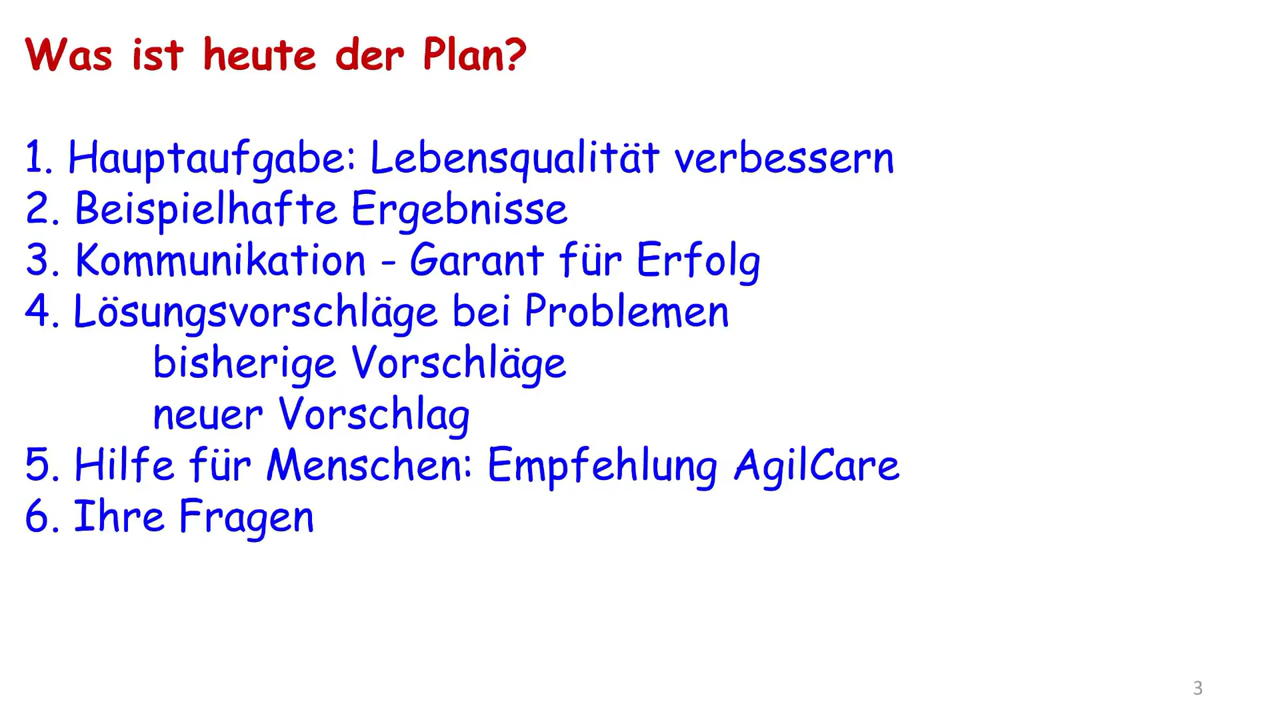 Was ist heute der Plan?
1. Hauptaufgabe: Lebensqualität verbessern
2. Beispielhafte Ergebnisse
3. Kommunikation - Garant für Erfolg
4. Lösungsvorschläge bei Problemen
bisherige Vorschläge
neuer Vorschlag
5. Hilfe für Menschen: Empfehlung AgilCare
6. Ihre Fragen
3